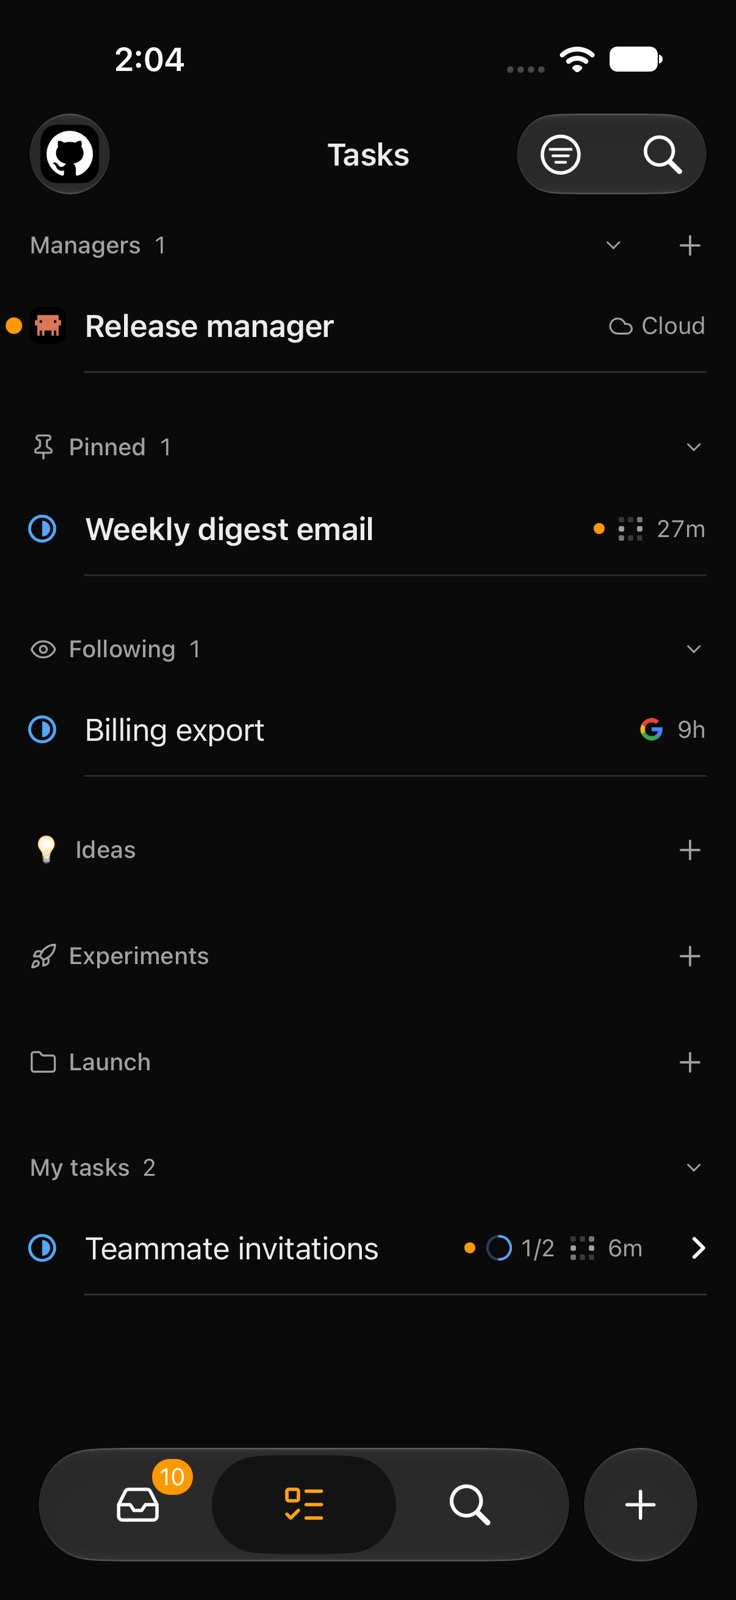 2:04
Tasks
Managers 1
Release manager Cloud
Pinned 1
Weekly digest email 27m
Following 1
Billing export 9h
Ideas
Experiments
Launch
My tasks 2
Teammate invitations 1/2 6m
10